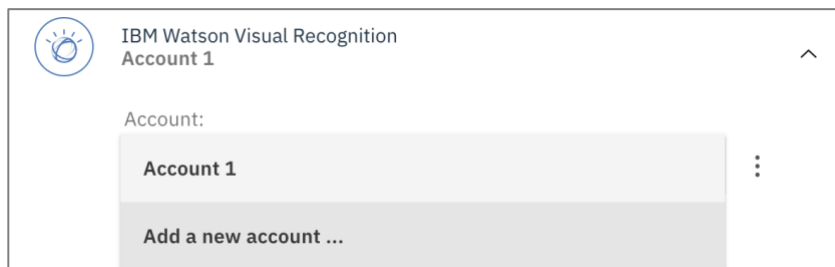 IBM Watson Visual Recognition
Account 1
Account:
Account 1
Add a new account ...